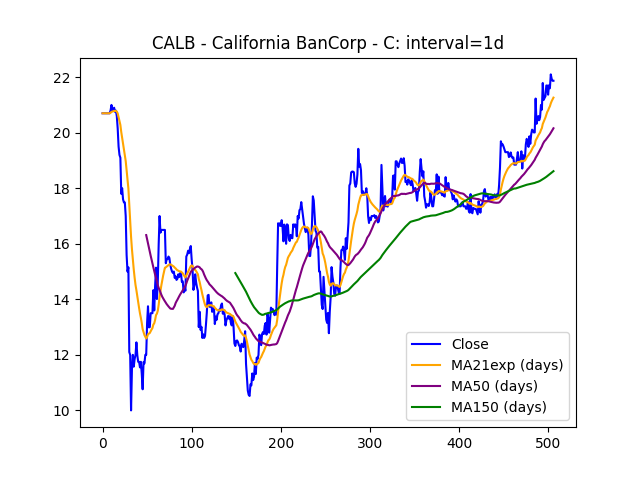 CALB - California BanCorp - C: interval=1d
22
20
18
16
14
12
10
0
100
200
300
400
500
Close
MA21exp (days)
MA50 (days)
MA150 (days)